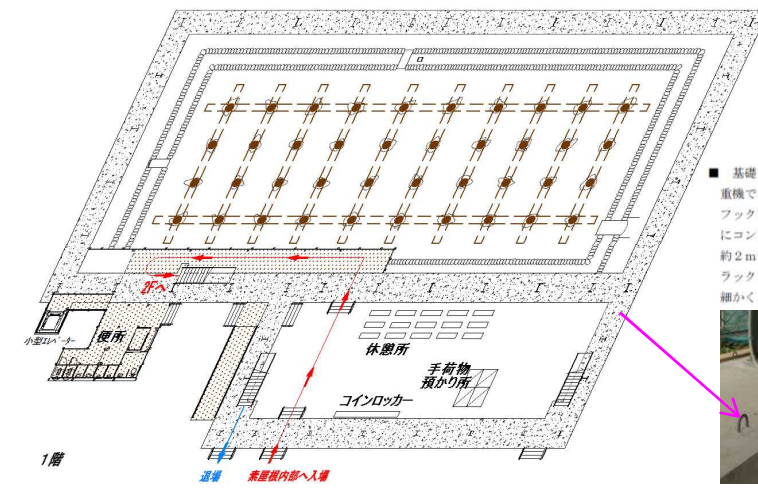 ■ 基礎
重機で
フック
にコン
約２ｍ
ラック
細かく
2Fへ
小型エレベーター
便所
休憩所
手荷物
預かり所
コインロッカー
1階
退場
素屋根内部へ入場